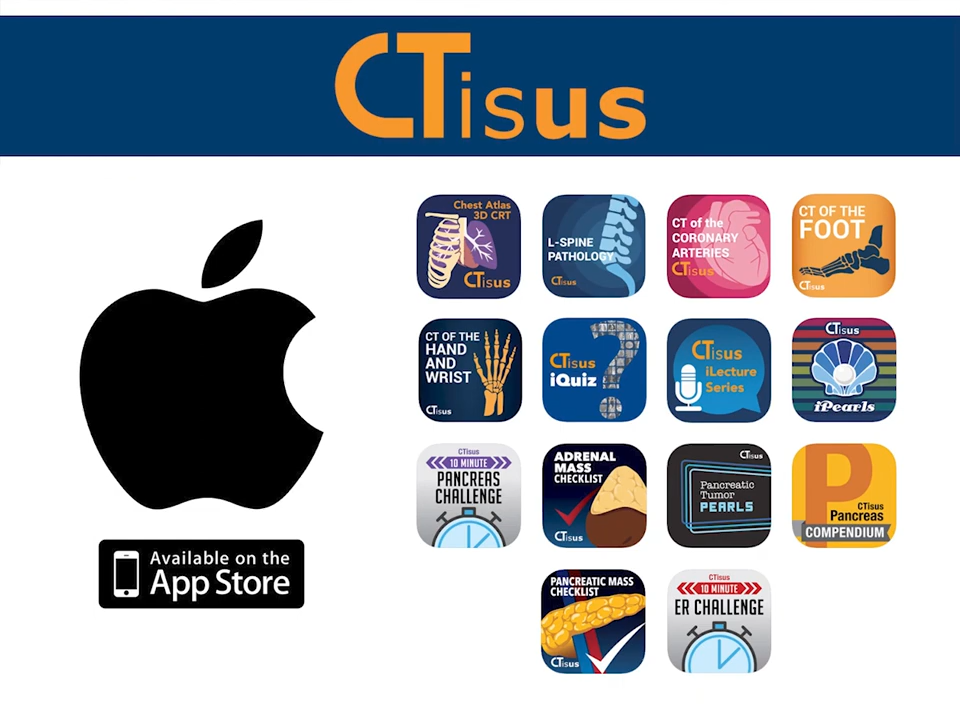 CTisus
Chest Atlas
3D CRT
CTisus
L-SPINE
PATHOLOGY
CTisus
CT of the
CORONARY
ARTERIES
CTisus
CT OF THE
FOOT
CTisus
CT OF THE
HAND
AND
WRIST
CTisus
CTisus
iQuiz
CTisus
iLecture
Series
CTisus
iPearls
CTisus
10 MINUTE
PANCREAS
CHALLENGE
ADRENAL
MASS
CHECKLIST
CTisus
CTisus
Pancreatic
Tumor
PEARLS
P
CTisus
Pancreas
COMPENDIUM
Available on the
App Store
PANCREATIC MASS
CHECKLIST
CTisus
CTisus
10 MINUTE
ER CHALLENGE